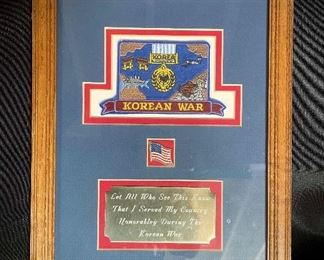 KOREA
KOREAN WAR
Let All Who See This Know
That I Served My Country
Honorably During The
Korean War